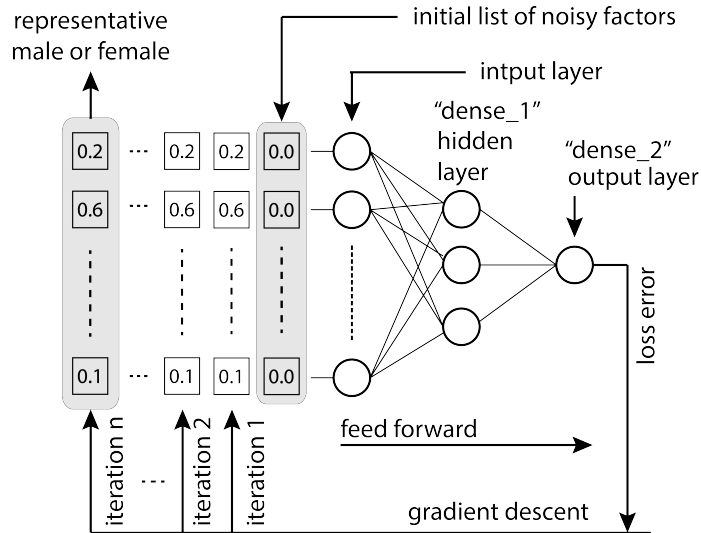 representative
male or female
initial list of noisy factors
intput layer
“dense_1”
hidden
layer
“dense_2”
output layer
0.2 ... 0.2 0.2 0.0
0.6 ... 0.6 0.6 0.0
0.1 ... 0.1 0.1 0.0
loss error
feed forward
iteration n
...
iteration 2
iteration 1
gradient descent